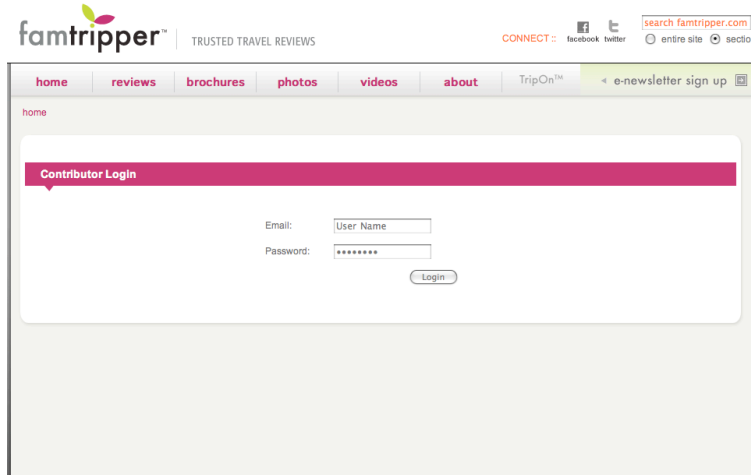 famtripper™
TRUSTED TRAVEL REVIEWS
CONNECT ::
facebook twitter
search famtripper.com
entire site
home reviews brochures photos videos about TripOn™ e-newsletter sign up
home
Contributor Login
Email: User Name
Password: ••••••••
Login